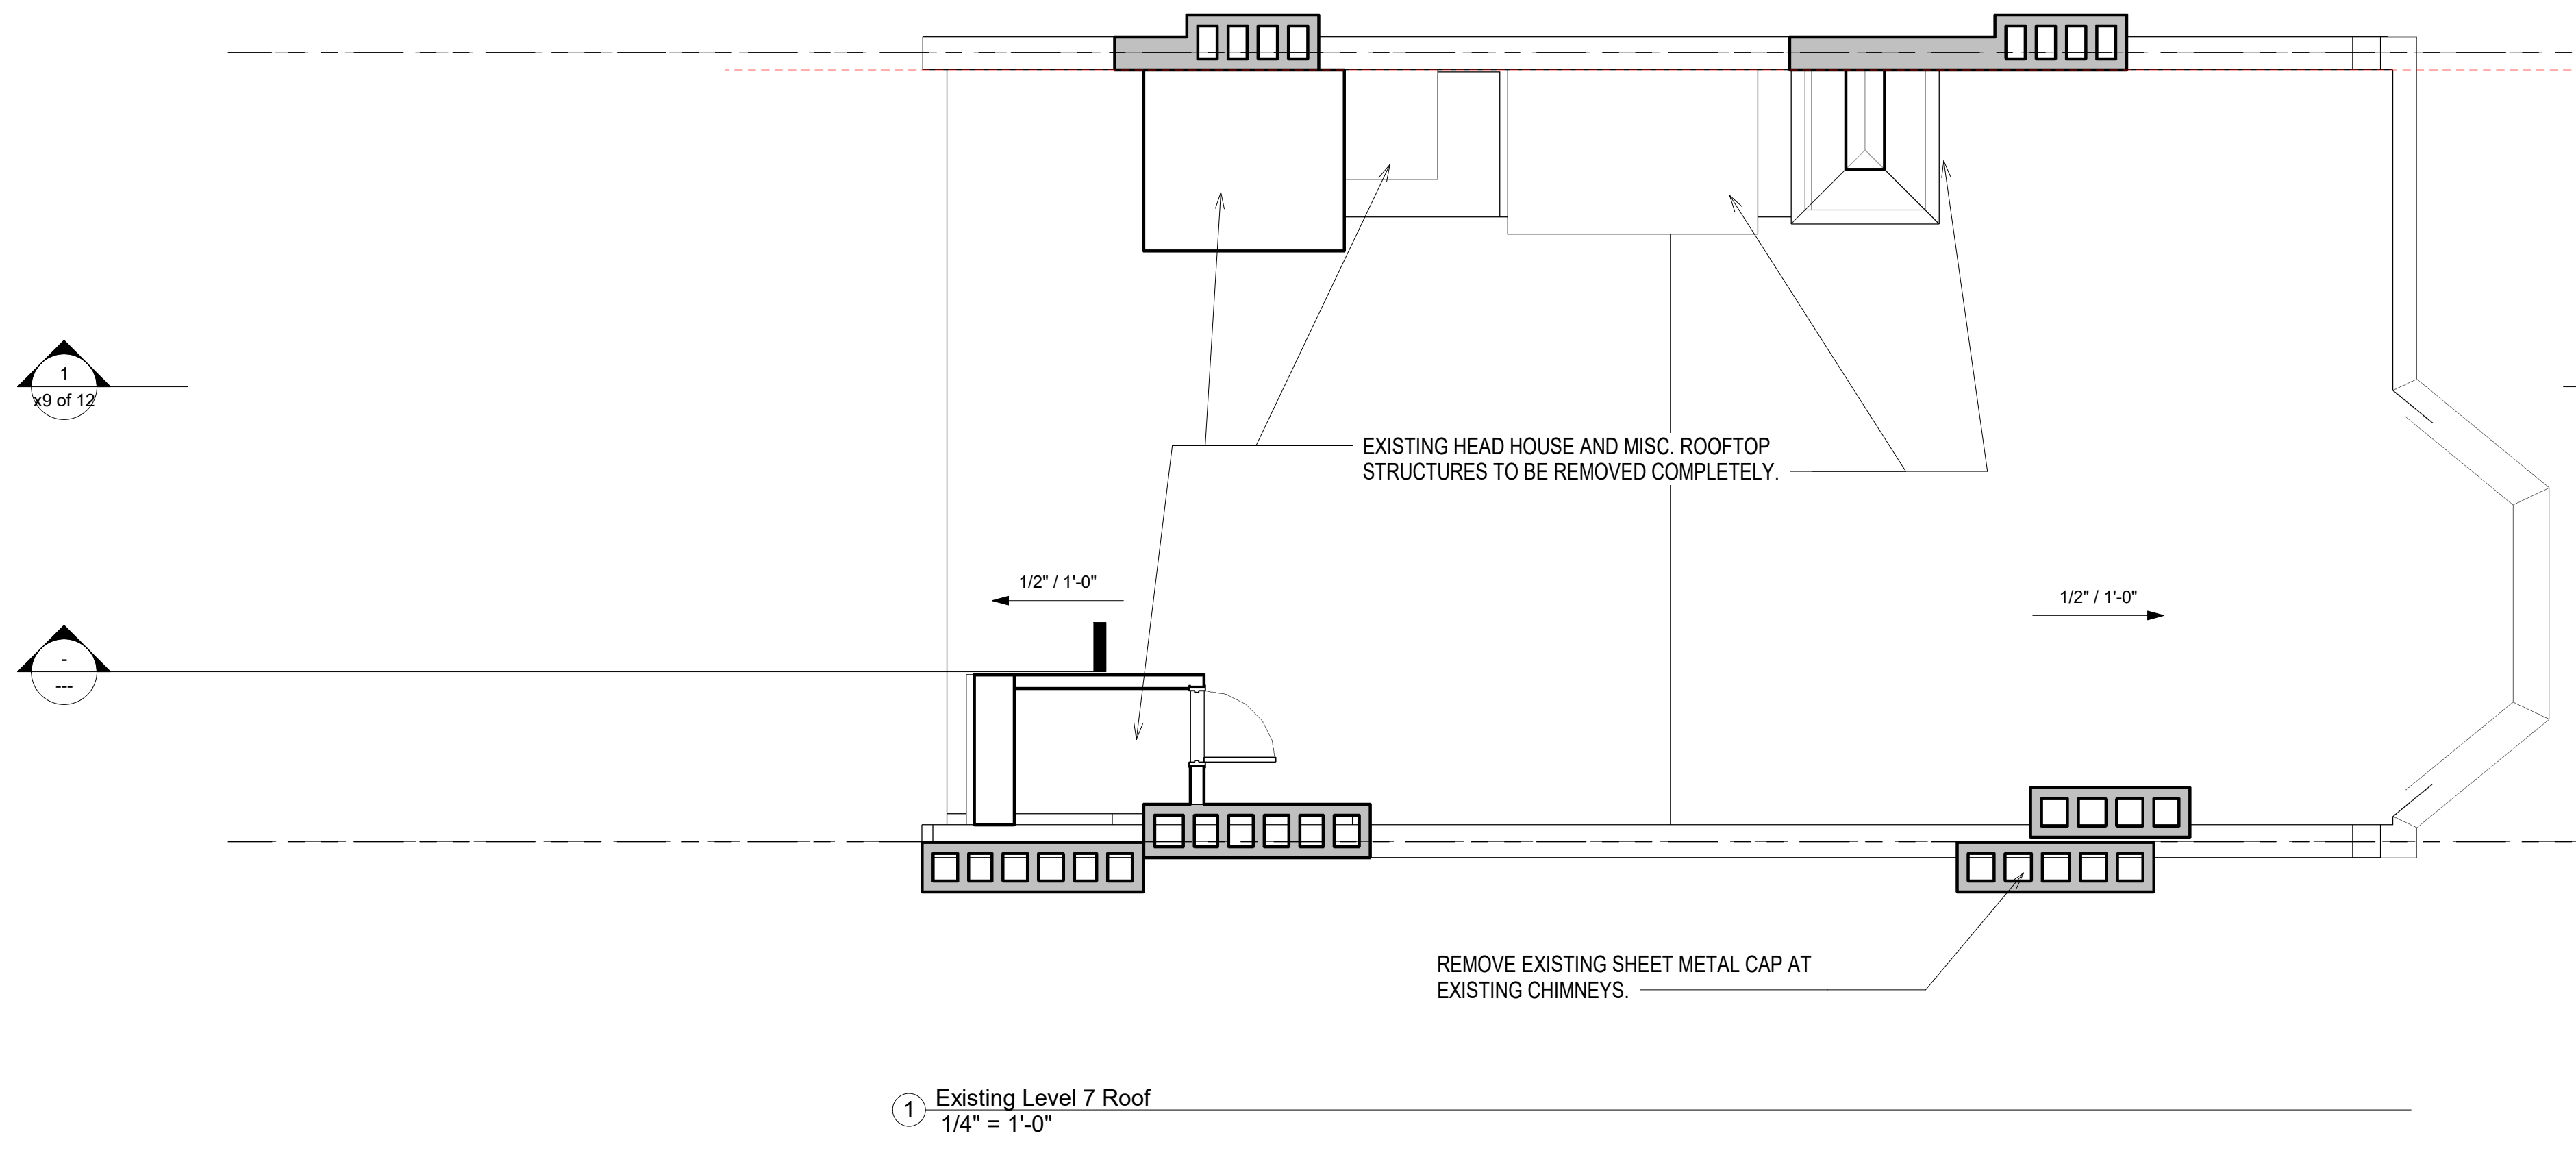 1
x9 of 12
EXISTING HEAD HOUSE AND MISC. ROOFTOP
STRUCTURES TO BE REMOVED COMPLETELY.
1/2" / 1'-0"
1/2" / 1'-0"
-
---
REMOVE EXISTING SHEET METAL CAP AT
EXISTING CHIMNEYS.
1
Existing Level 7 Roof
1/4" = 1'-0"